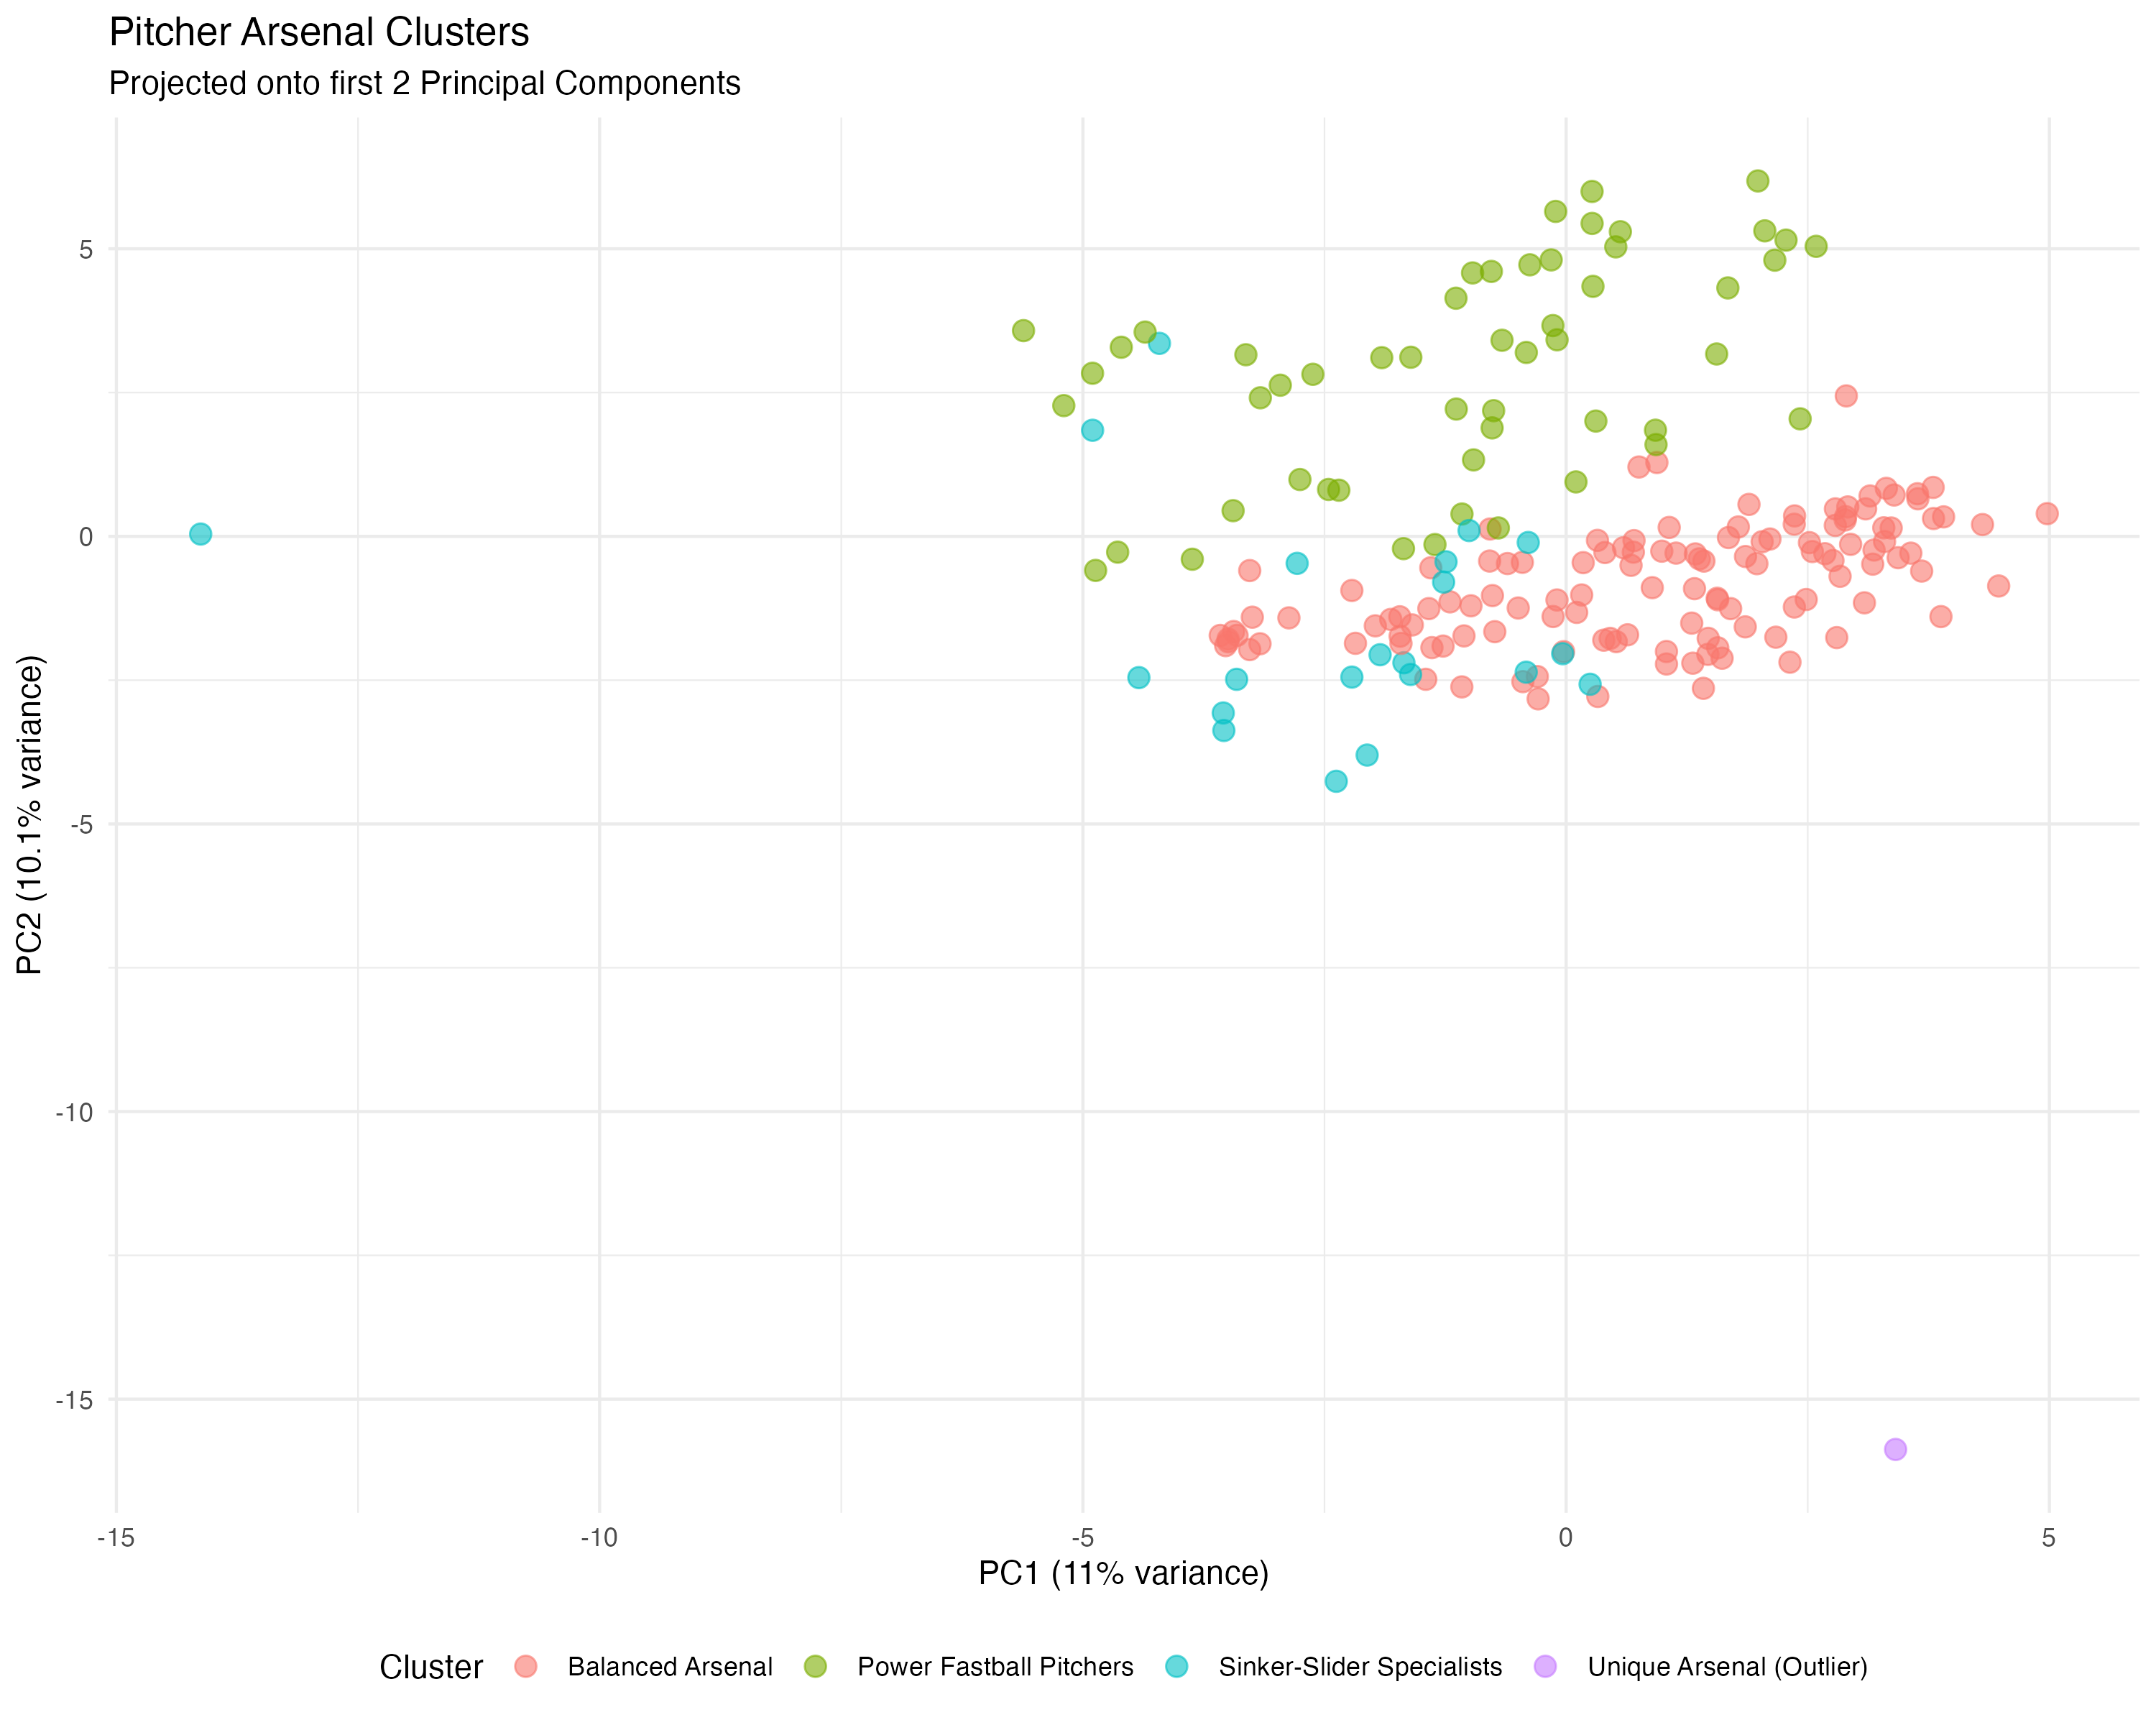 Pitcher Arsenal Clusters
Projected onto first 2 Principal Components
PC2 (10.1% variance)
5
0
-5
-10
-15
-15 -10 -5 0 5
PC1 (11% variance)
Cluster Balanced Arsenal Power Fastball Pitchers Sinker-Slider Specialists Unique Arsenal (Outlier)